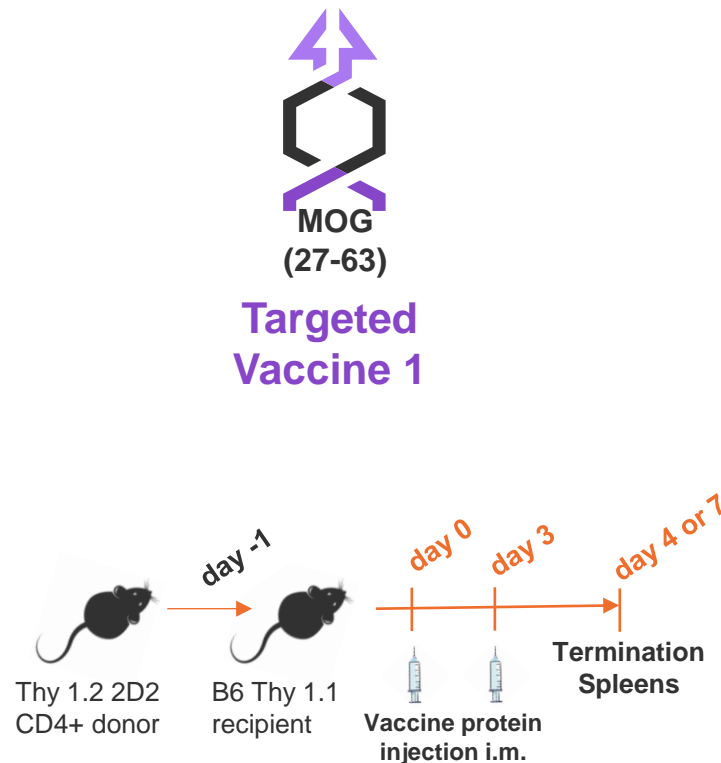 MOG
(27-63)
Targeted
Vaccine 1
day -1
day 0
day 3
day 4 or 7
Thy 1.2 2D2
CD4+ donor
B6 Thy 1.1
recipient
Vaccine protein
injection i.m.
Termination
Spleens